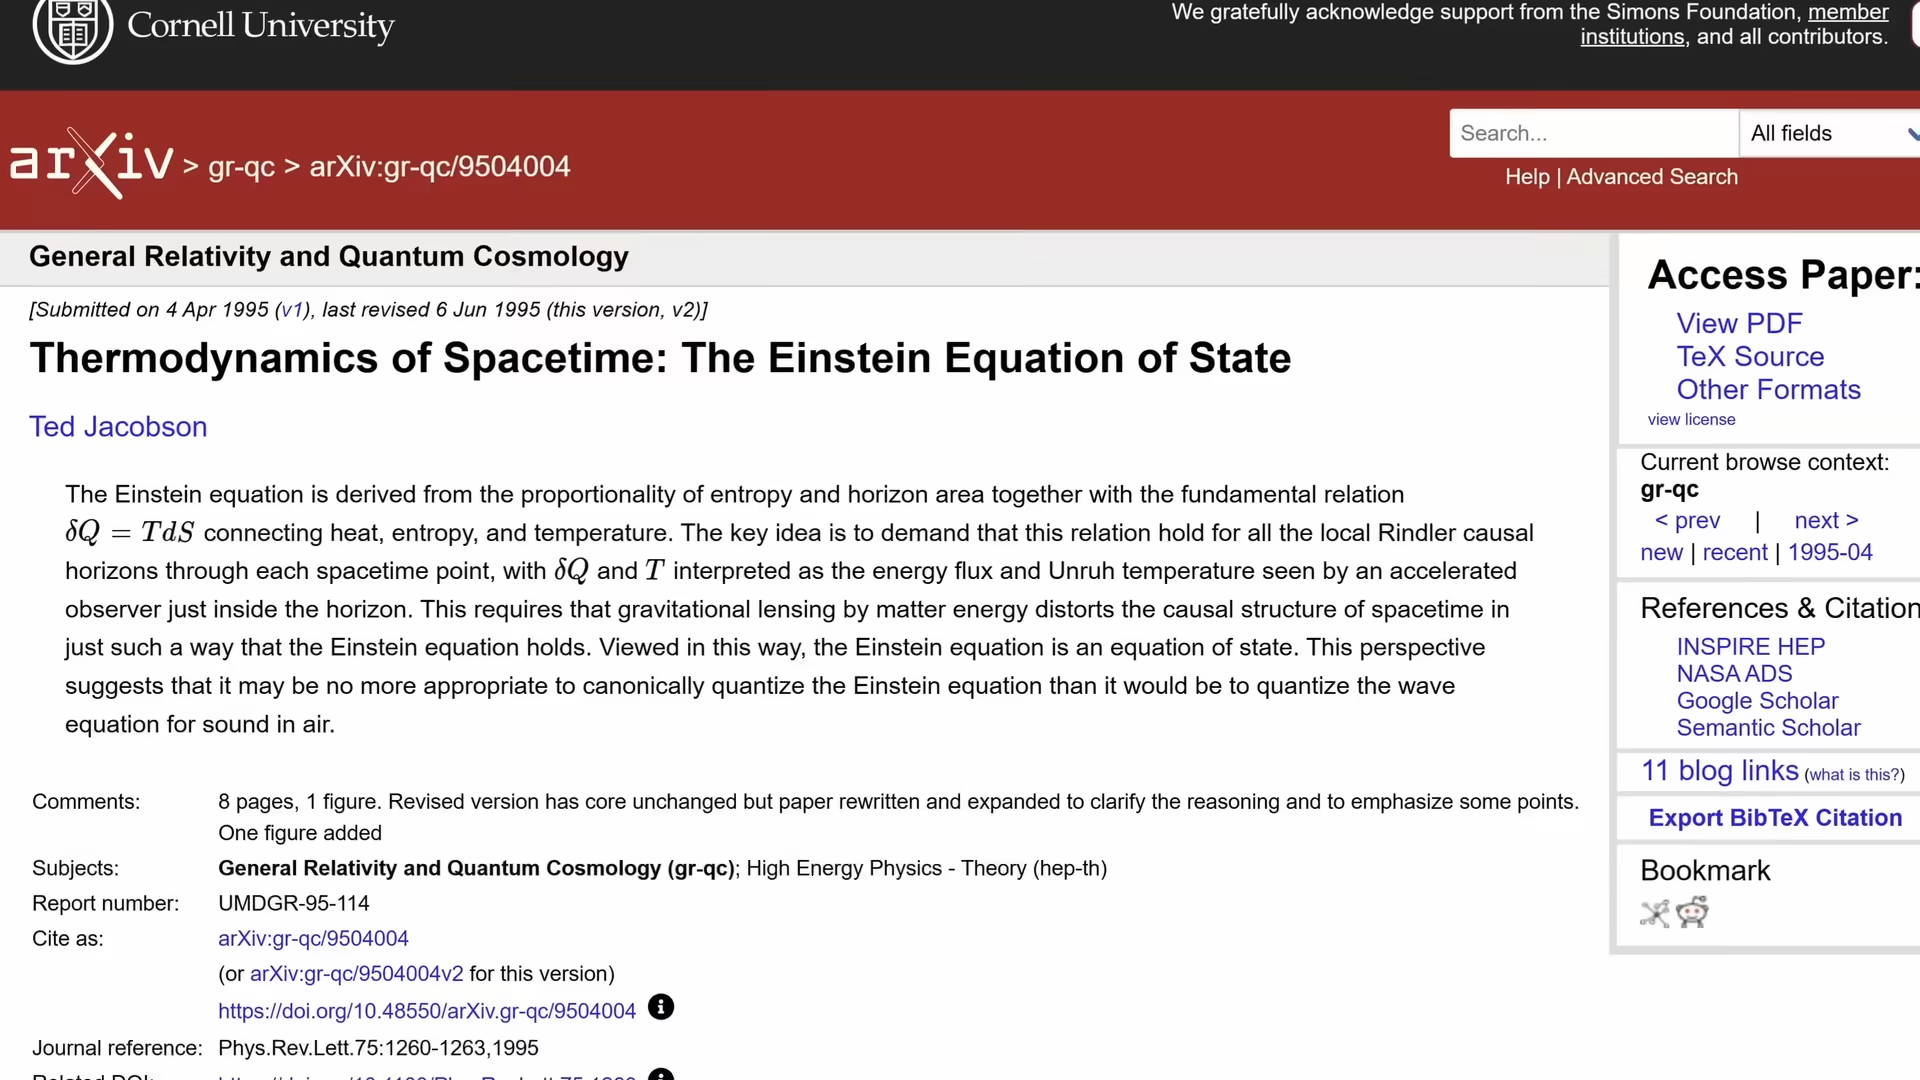 Cornell University
We gratefully acknowledge support from the Simons Foundation, member
institutions, and all contributors.
arXiv > gr-qc > arXiv:gr-qc/9504004
Search...
All fields
Help | Advanced Search
General Relativity and Quantum Cosmology
[Submitted on 4 Apr 1995 (v1), last revised 6 Jun 1995 (this version, v2)]
Thermodynamics of Spacetime: The Einstein Equation of State
Ted Jacobson
The Einstein equation is derived from the proportionality of entropy and horizon area together with the fundamental relation
δQ = TdS connecting heat, entropy, and temperature. The key idea is to demand that this relation hold for all the local Rindler causal
horizons through each spacetime point, with δQ and T interpreted as the energy flux and Unruh temperature seen by an accelerated
observer just inside the horizon. This requires that gravitational lensing by matter energy distorts the causal structure of spacetime in
just such a way that the Einstein equation holds. Viewed in this way, the Einstein equation is an equation of state. This perspective
suggests that it may be no more appropriate to canonically quantize the Einstein equation than it would be to quantize the wave
equation for sound in air.
Comments: 8 pages, 1 figure. Revised version has core unchanged but paper rewritten and expanded to clarify the reasoning and to emphasize some points.
One figure added
Subjects: General Relativity and Quantum Cosmology (gr-qc); High Energy Physics - Theory (hep-th)
Report number: UMDGR-95-114
Cite as: arXiv:gr-qc/9504004
(or arXiv:gr-qc/9504004v2 for this version)
https://doi.org/10.48550/arXiv.gr-qc/9504004
Journal reference: Phys.Rev.Lett.75:1260-1263,1995
Access Paper:
View PDF
TeX Source
Other Formats
view license
Current browse context:
gr-qc
< prev | next >
new | recent | 1995-04
References & Citation
INSPIRE HEP
NASA ADS
Google Scholar
Semantic Scholar
11 blog links (what is this?)
Export BibTeX Citation
Bookmark